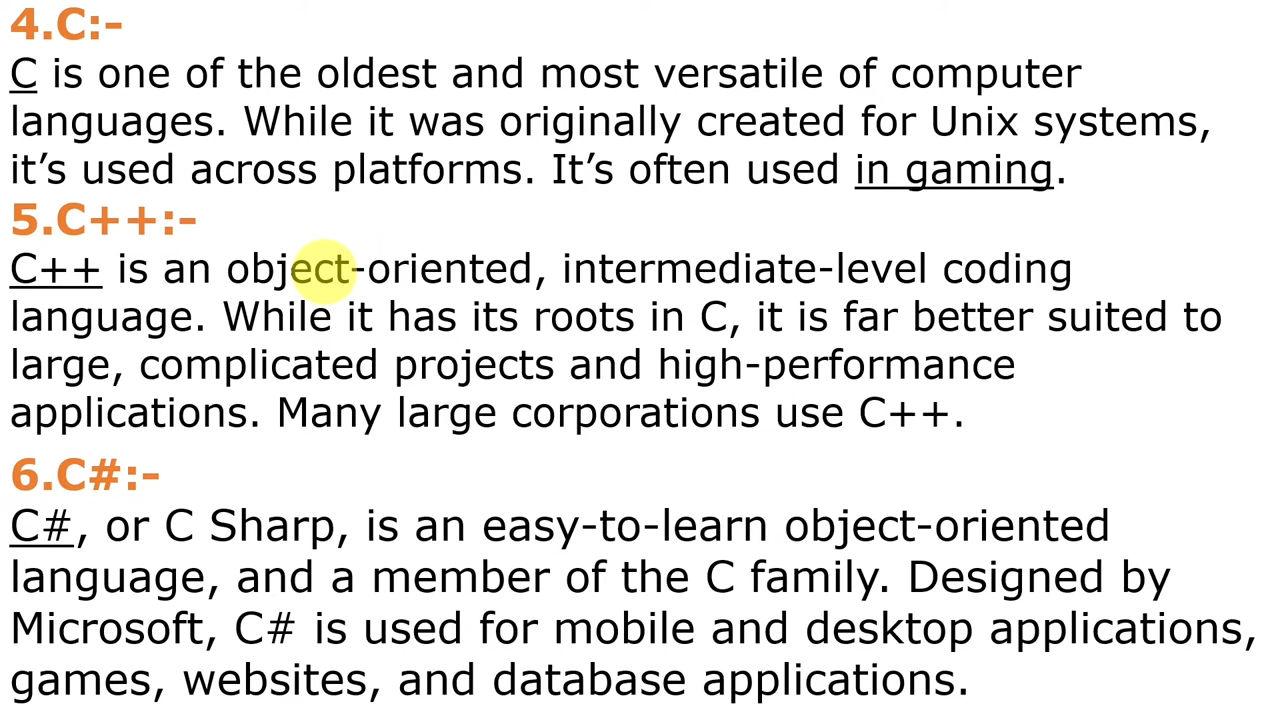 4.C:-
C is one of the oldest and most versatile of computer
languages. While it was originally created for Unix systems,
it’s used across platforms. It’s often used in gaming.
5.C++:-
C++ is an object-oriented, intermediate-level coding
language. While it has its roots in C, it is far better suited to
large, complicated projects and high-performance
applications. Many large corporations use C++.
6.C#:-
C#, or C Sharp, is an easy-to-learn object-oriented
language, and a member of the C family. Designed by
Microsoft, C# is used for mobile and desktop applications,
games, websites, and database applications.